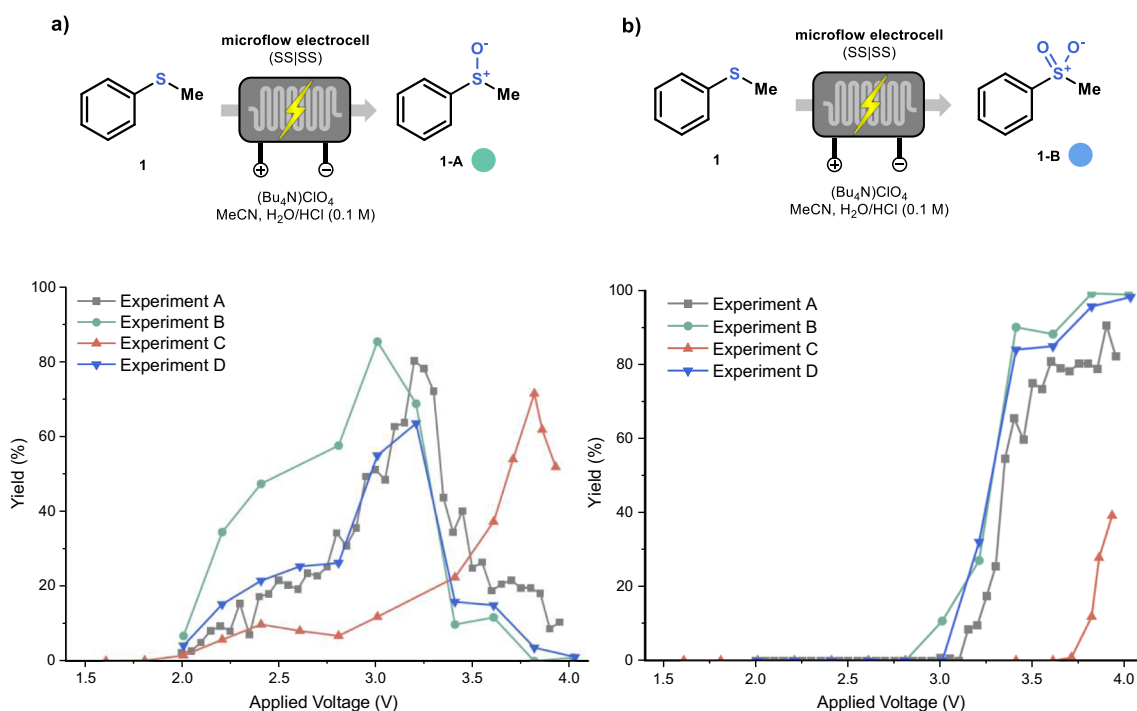 a)
microflow electrocell
(SS|SS)
S
Me
1
(Bu4N)ClO4
MeCN, H2O/HCl (0.1 M)
O-
S+
Me
1-A
b)
microflow electrocell
(SS|SS)
S
Me
1
(Bu4N)ClO4
MeCN, H2O/HCl (0.1 M)
O O-
S+
Me
1-B
Experiment A
Experiment B
Experiment C
Experiment D
Yield (%)
100
80
60
40
20
0
1.5 2.0 2.5 3.0 3.5 4.0
Applied Voltage (V)
Experiment A
Experiment B
Experiment C
Experiment D
Yield (%)
100
80
60
40
20
0
1.5 2.0 2.5 3.0 3.5 4.0
Applied Voltage (V)